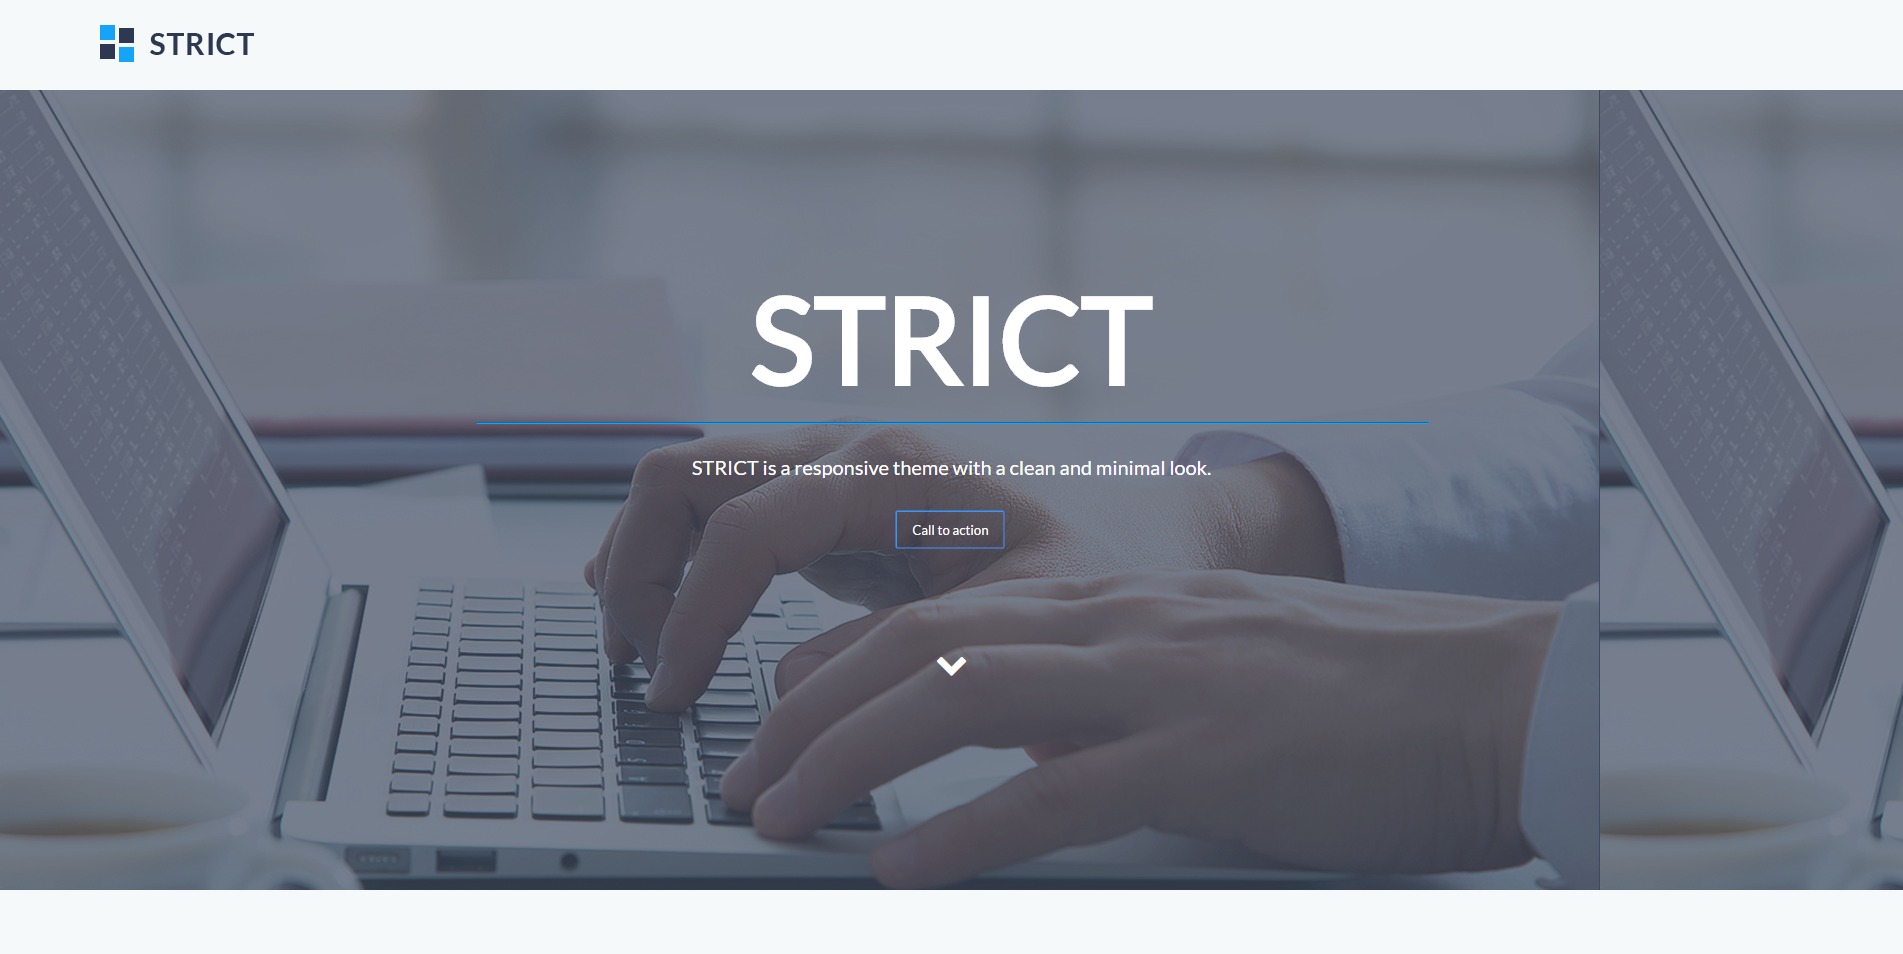 STRICT
STRICT
STRICT is a responsive theme with a clean and minimal look.
Call to action